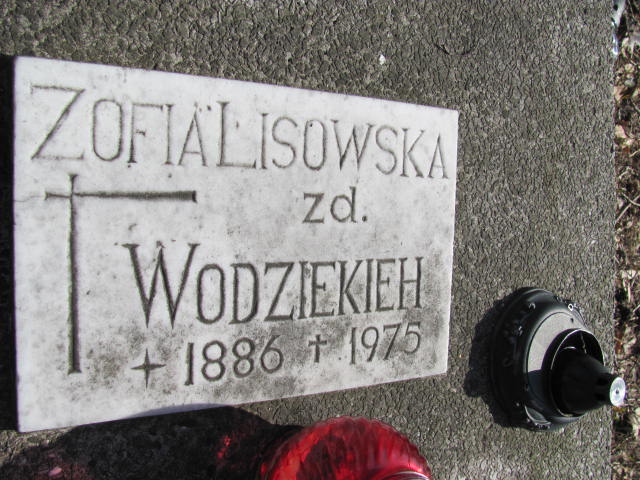 ZOFIA LISOWSKA
zd.
WODZIEKIEH
1886 † 1975